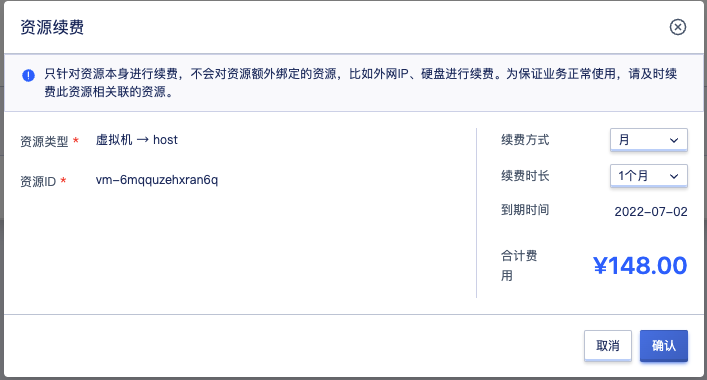 资源续费
只针对资源本身进行续费，不会对资源额外绑定的资源，比如外网IP、硬盘进行续费。为保证业务正常使用，请及时续
费此资源相关联的资源。
资源类型 * 虚拟机 → host
资源ID * vm-6mqquzehxran6q
续费方式 月
续费时长 1个月
到期时间 2022-07-02
合计费
用
¥148.00
取消 确认